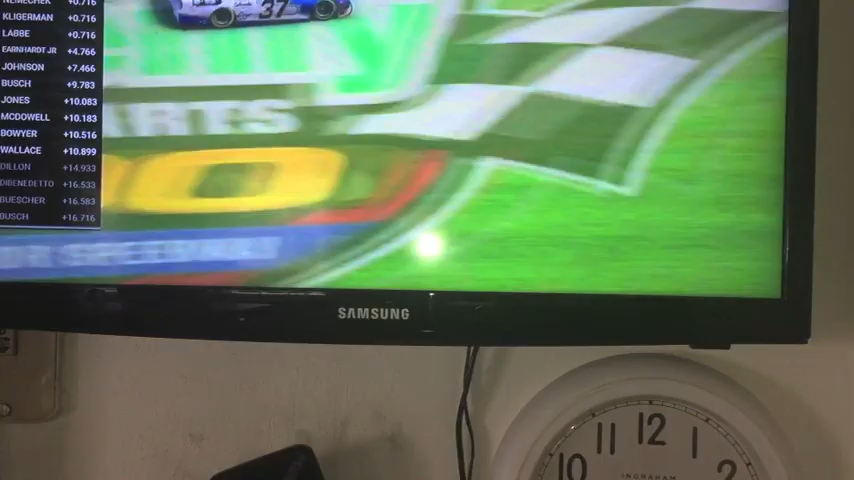 NEMECHEK +0.716
KLIGERMAN +0.716
LABBE +0.716
EARNHARDT JR +4.766
JOHNSON +7.466
BUSCH +9.783
JONES +10.083
MCDOWELL +10.183
BOWYER +10.516
WALLACE +10.899
DILLON +14.933
DIBENEDETTO +16.533
BUESCHER +16.583
BUSCH +16.716
37
SPEEDWAY
SAMSUNG
10 11 12 1 2
INGRAHAM